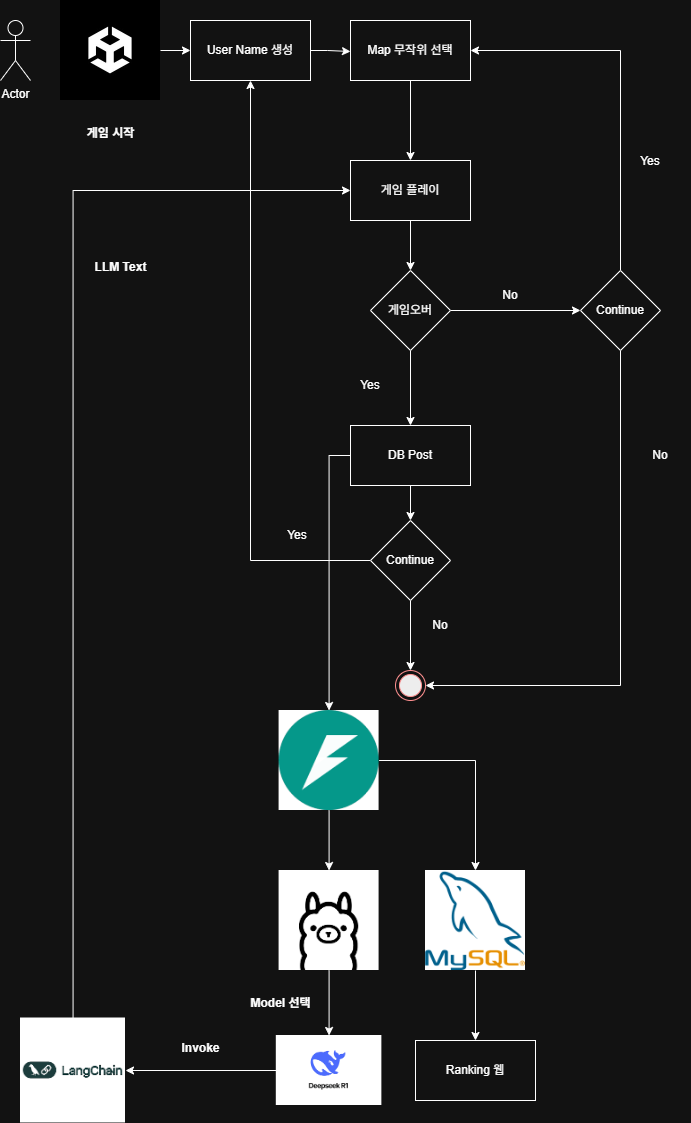 User Name 생성
Map 무작위 선택
Actor
게임 시작
Yes
게임 플레이
LLM Text
No
게임오버
Continue
Yes
DB Post
No
Yes
Continue
No
MySQL®
Model 선택
Invoke
LangChain
Deepseek R1
Ranking 웹